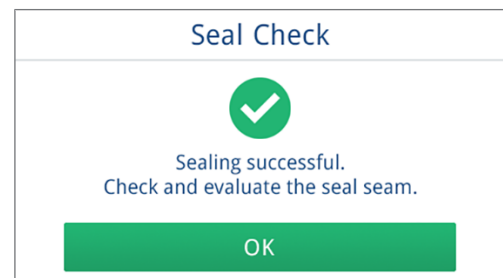 Seal Check
Sealing successful.
Check and evaluate the seal seam.
OK